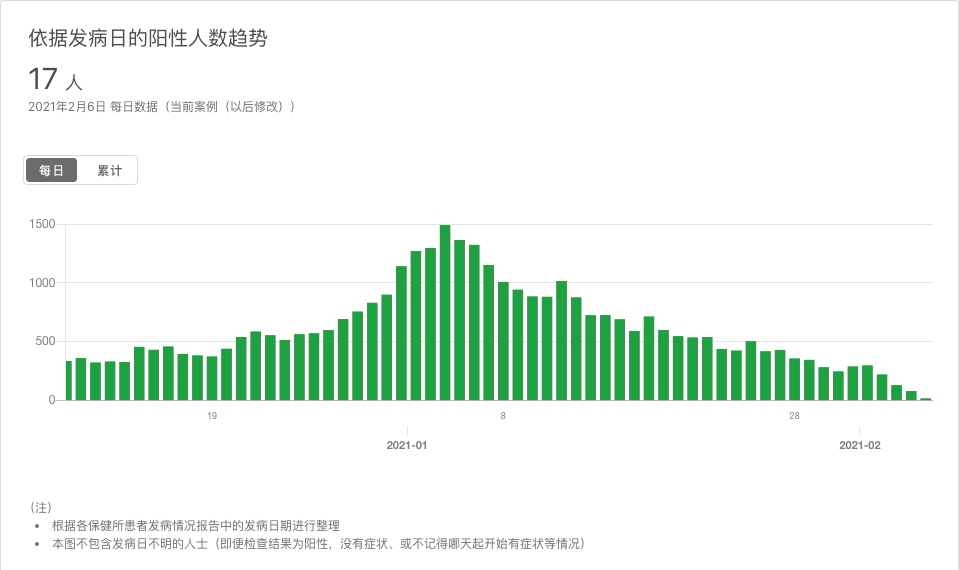 依据发病日的阳性人数趋势
17 人
2021年2月6日 每日数据（当前案例（以后修改））
每日 累计
1500
1000
500
0
19 8 28
2021-01 2021-02
（注）
• 根据各保健所患者发病情况报告中的发病日期进行整理
• 本图不包含发病日不明的人士（即便检查结果为阳性，没有症状、或不记得哪天起开始有症状等情况）